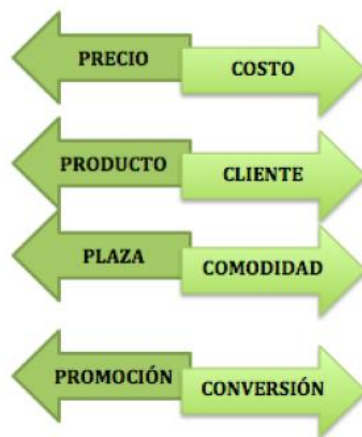 PRECIO
COSTO
PRODUCTO
CLIENTE
PLAZA
COMODIDAD
PROMOCIÓN
CONVERSIÓN